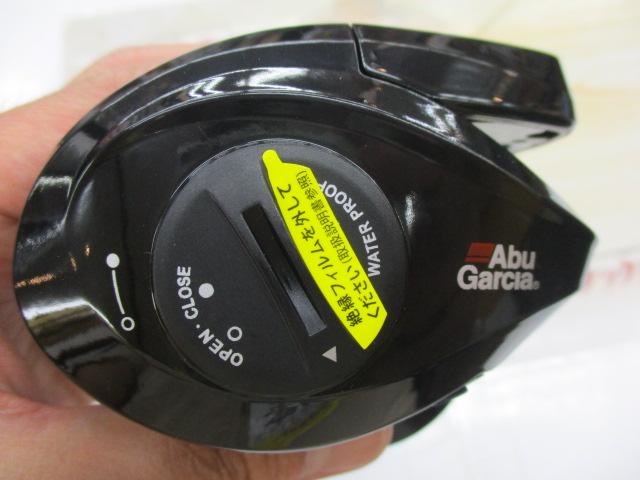 絶縁フィルムを外して
ください(取扱説明書参照)
WATER PROOF
OPEN・CLOSE
Abu
Garcia®